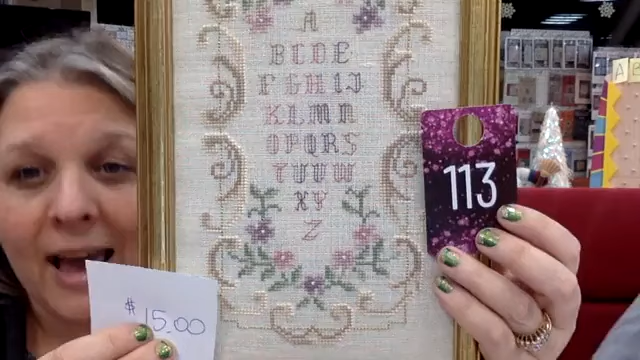 A
BCDE
FGHIJ
KLMN
OPQRS
TUVW
XY
Z
113
$15.00
A